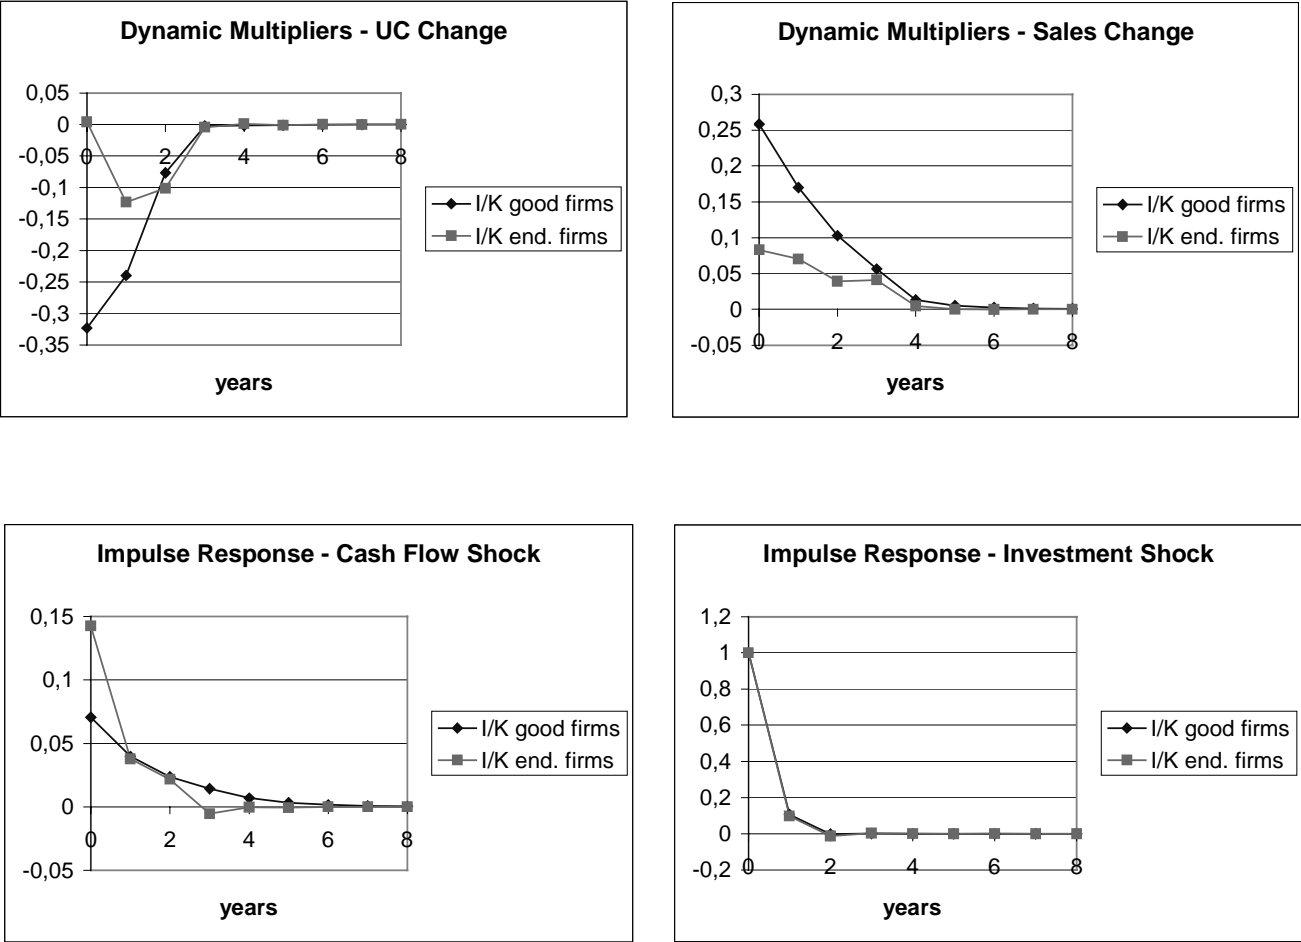 Dynamic Multipliers - UC Change
0,05
0
-0,05
-0,1
-0,15
-0,2
-0,25
-0,3
-0,35
0 2 4 6 8
years
I/K good firms
I/K end. firms
Dynamic Multipliers - Sales Change
0,3
0,25
0,2
0,15
0,1
0,05
0
-0,05
0 2 4 6 8
years
I/K good firms
I/K end. firms
Impulse Response - Cash Flow Shock
0,15
0,1
0,05
0
-0,05
0 2 4 6 8
years
I/K good firms
I/K end. firms
Impulse Response - Investment Shock
1,2
1
0,8
0,6
0,4
0,2
0
-0,2
0 2 4 6 8
years
I/K good firms
I/K end. firms